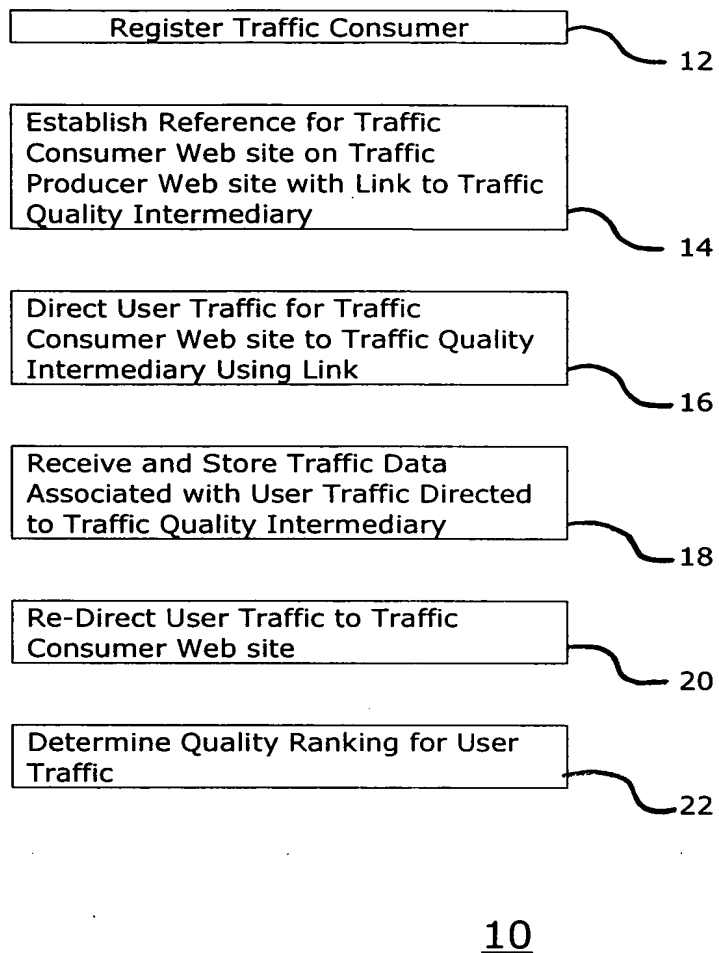 Register Traffic Consumer
12
Establish Reference for Traffic
Consumer Web site on Traffic
Producer Web site with Link to Traffic
Quality Intermediary
14
Direct User Traffic for Traffic
Consumer Web site to Traffic Quality
Intermediary Using Link
16
Receive and Store Traffic Data
Associated with User Traffic Directed
to Traffic Quality Intermediary
18
Re-Direct User Traffic to Traffic
Consumer Web site
20
Determine Quality Ranking for User
Traffic
22
10